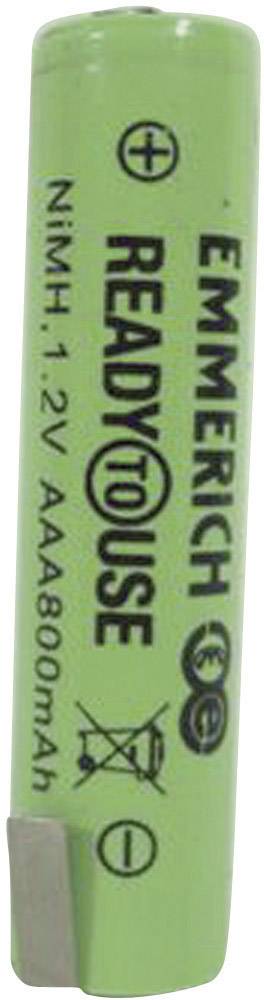 EMMERICH
READY TO USE
NiMH. 1.2V AAA800mAh